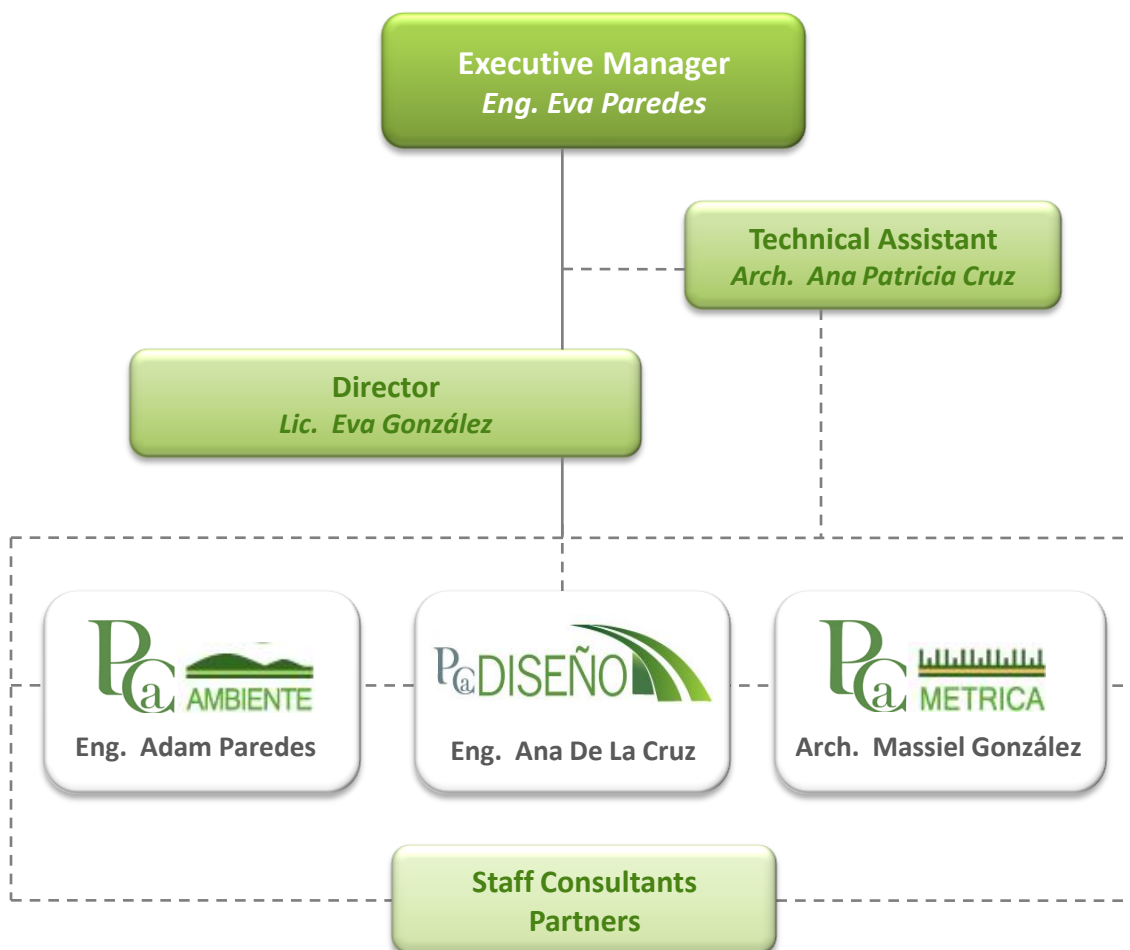 Executive Manager
Eng. Eva Paredes
Technical Assistant
Arch. Ana Patricia Cruz
Director
Lic. Eva González
PCa AMBIENTE
Eng. Adam Paredes
PCa DISEÑO
Eng. Ana De La Cruz
PCa METRICA
Arch. Massiel González
Staff Consultants
Partners